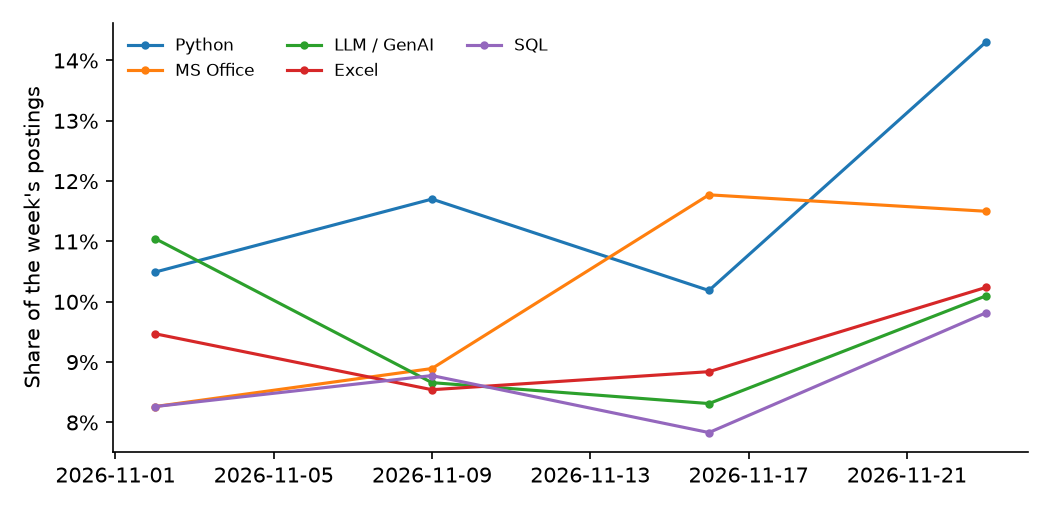 Python
LLM / GenAI
SQL
MS Office
Excel
Share of the week's postings
14%
13%
12%
11%
10%
9%
8%
2026-11-01
2026-11-05
2026-11-09
2026-11-13
2026-11-17
2026-11-21